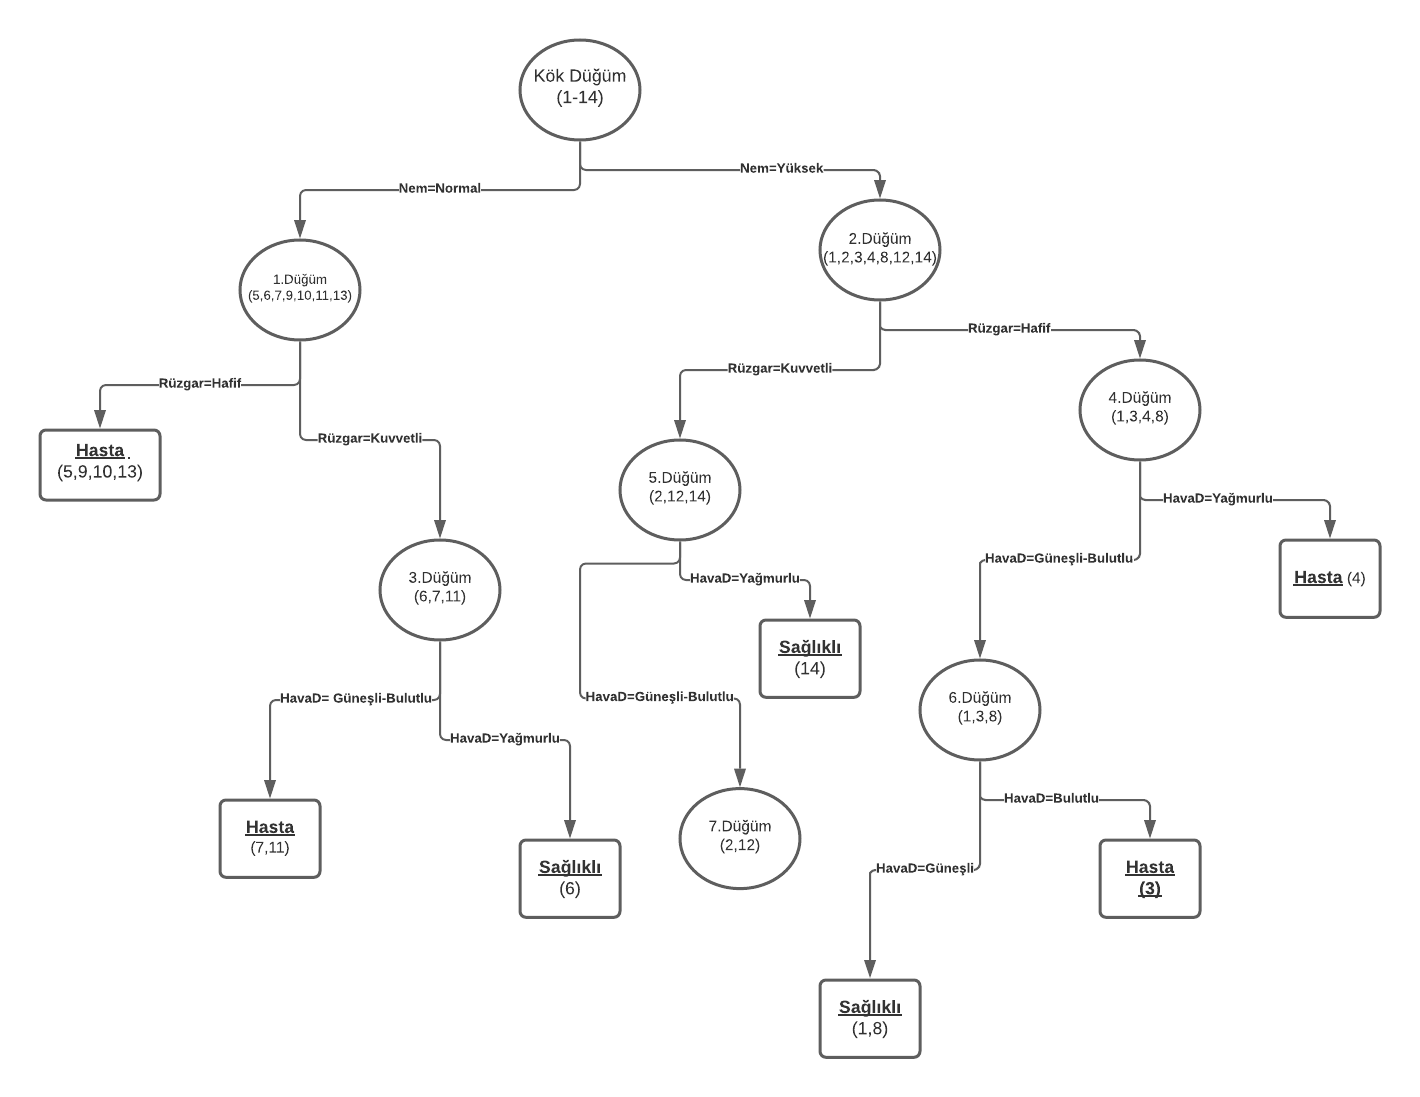 Kök Düğüm
(1-14)
Nem=Yüksek
Nem=Normal
2.Düğüm
(1,2,3,4,8,12,14)
1.Düğüm
(5,6,7,9,10,11,13)
Rüzgar=Hafif
Rüzgar=Kuvvetli
Rüzgar=Hafif
4.Düğüm
(1,3,4,8)
Rüzgar=Kuvvetli
Hasta .
(5,9,10,13)
5.Düğüm
(2,12,14)
HavaD=Yağmurlu
HavaD=Güneşli-Bulutlu
3.Düğüm
(6,7,11)
HavaD=Yağmurlu
Hasta (4)
Sağlıklı
(14)
HavaD= Güneşli-Bulutlu
HavaD=Güneşli-Bulutlu
6.Düğüm
(1,3,8)
HavaD=Yağmurlu
HavaD=Bulutlu
Hasta
(7,11)
7.Düğüm
(2,12)
Sağlıklı
(6)
HavaD=Güneşli
Hasta
(3)
Sağlıklı
(1,8)